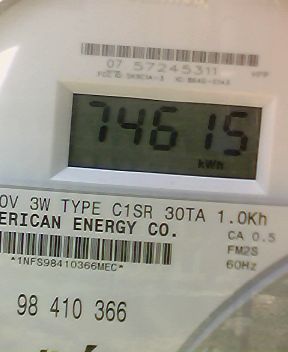 07 57245311
74615
kWh
0V 3W TYPE C1SR 30TA 1.0Kh
ERICAN ENERGY CO.
CA 0.5
FM2S
60Hz
*1NFS98410366MEC*
98 410 366